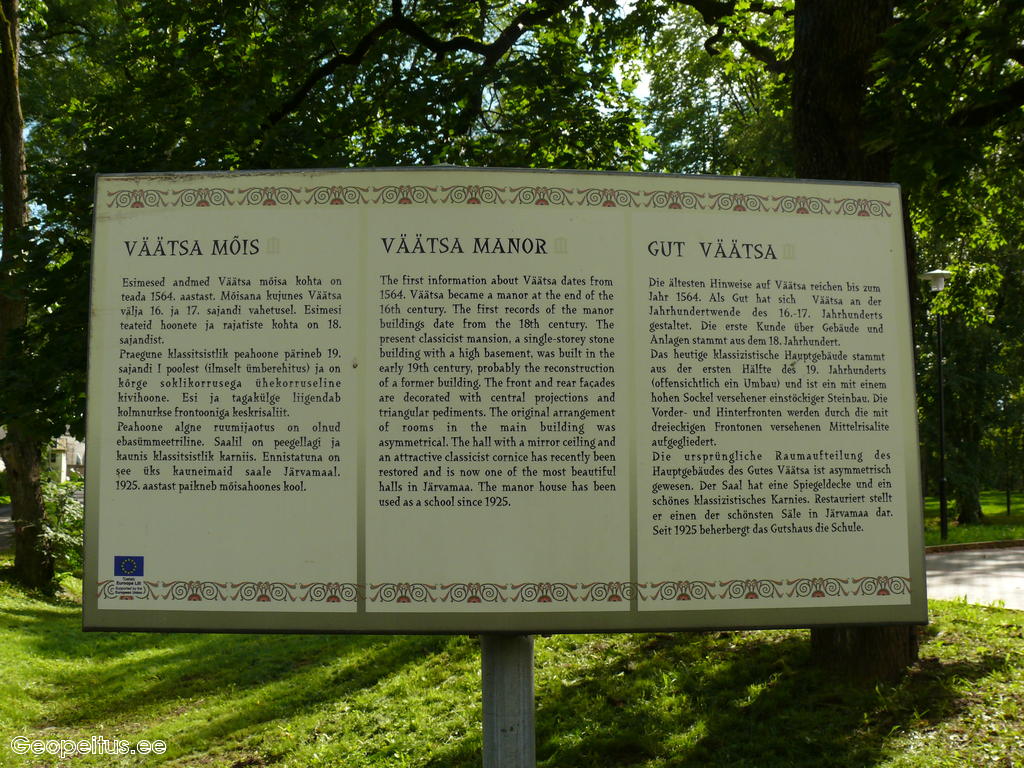 VÄÄTSA MÕIS
Esimesed andmed Väätsa mõisa kohta on
teada 1564. aastast. Mõisana kujunes Väätsa
välja 16. ja 17. sajandi vahetusel. Esimesi
teateid hoonete ja rajatiste kohta on 18.
sajandist.
Praegune klassitsistlik peahoone pärineb 19.
sajandi I poolest (ilmselt ümberehitus) ja on
kõrge soklikorrusega ühekorruseline
kivihoone. Esi ja tagakülge liigendab
kolmnurkse frontooniga keskrisaliit.
Peahoone algne ruumijaotus on olnud
ebasümmeetriline. Saalil on peegellagi ja
kaunis klassitsistlik karniis. Ennistatuna on
see üks kauneimaid saale Järvamaal.
1925. aastast paikneb mõisahoones kool.
Toetab
Euroopa Liit
Supported by the
European Union
VÄÄTSA MANOR
The first information about Väätsa dates from
1564. Väätsa became a manor at the end of the
16th century. The first records of the manor
buildings date from the 18th century. The
present classicist mansion, a single-storey stone
building with a high basement, was built in the
early 19th century, probably the reconstruction
of a former building. The front and rear façades
are decorated with central projections and
triangular pediments. The original arrangement
of rooms in the main building was
asymmetrical. The hall with a mirror ceiling and
an attractive classicist cornice has recently been
restored and is now one of the most beautiful
halls in Järvamaa. The manor house has been
used as a school since 1925.
GUT VÄÄTSA
Die ältesten Hinweise auf Väätsa reichen bis zum
Jahr 1564. Als Gut hat sich Väätsa an der
Jahrhundertwende des 16.-17. Jahrhunderts
gestaltet. Die erste Kunde über Gebäude und
Anlagen stammt aus dem 18. Jahrhundert.
Das heutige klassizistische Hauptgebäude stammt
aus der ersten Hälfte des 19. Jahrhunderts
(offensichtlich ein Umbau) und ist ein mit einem
hohen Sockel versehener einstöckiger Steinbau. Die
Vorder- und Hinterfronten werden durch die mit
dreieckigen Frontonen versehenen Mittelrisalite
aufgegliedert.
Die ursprüngliche Raumaufteilung des
Hauptgebäudes des Gutes Väätsa ist asymmetrisch
gewesen. Der Saal hat eine Spiegeldecke und ein
schönes klassizistisches Karnies. Restauriert stellt
er einen der schönsten Säle in Järvamaa dar.
Seit 1925 beherbergt das Gutshaus die Schule.
Geopeitus.ee